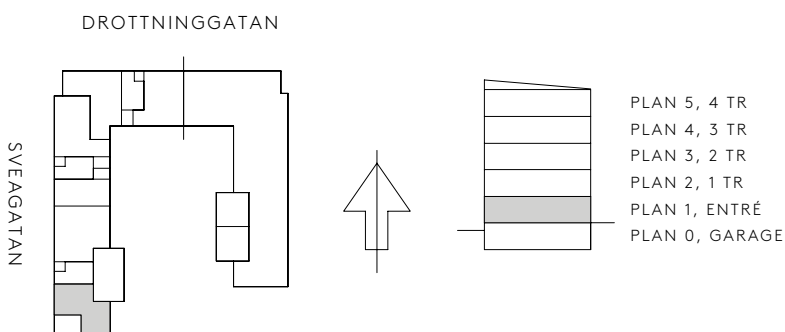 DROTTNINGGATAN
SVEAGATAN
PLAN 5, 4 TR
PLAN 4, 3 TR
PLAN 3, 2 TR
PLAN 2, 1 TR
PLAN 1, ENTRÉ
PLAN 0, GARAGE